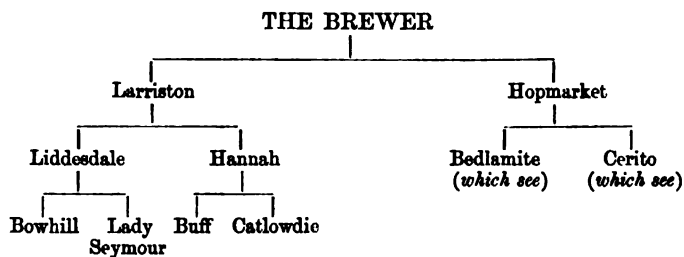 THE BREWER
Larriston Hopmarket
Liddesdale Hannah Bedlamite Cerito
(which see) (which see)
Bowhill Lady Buff Catlowdie
Seymour